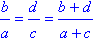 b/a = d/c = (b + d)/(a + c)